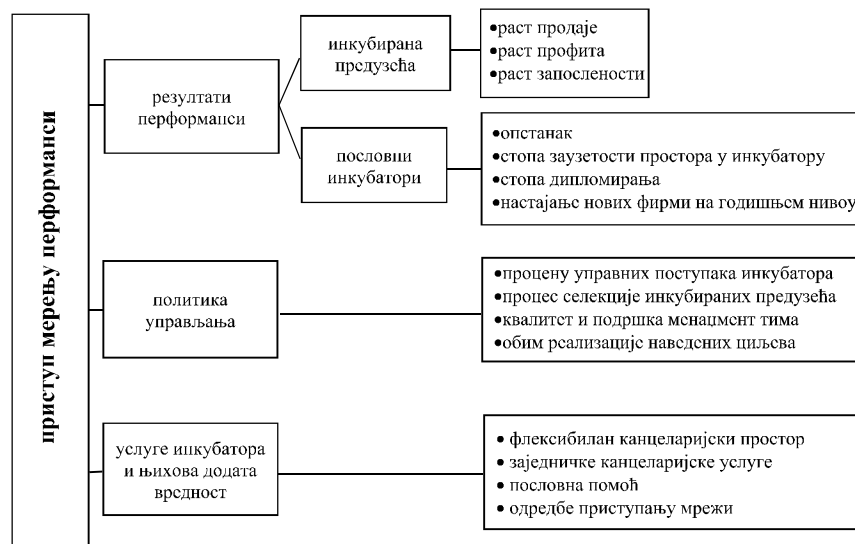 приступ мерењу перформанси
резултати
перформанси
инкубирана
предузећа
•раст продаје
•раст профита
•раст запослености
пословни
инкубатори
•опстанак
•стопа заузетости простора у инкубатору
•стопа дипломирања
•настајање нових фирми на годишњем нивоу
политика
управљања
•процену управних поступака инкубатора
•процес селекције инкубираних предузећа
•квалитет и подршка менаџмент тима
•обим реализације наведених циљева
услуге инкубатора
и њихова додата
вредност
• флексибилан канцеларијски простор
• заједничке канцеларијске услуге
• пословна помоћ
• одредбе приступању мрежи